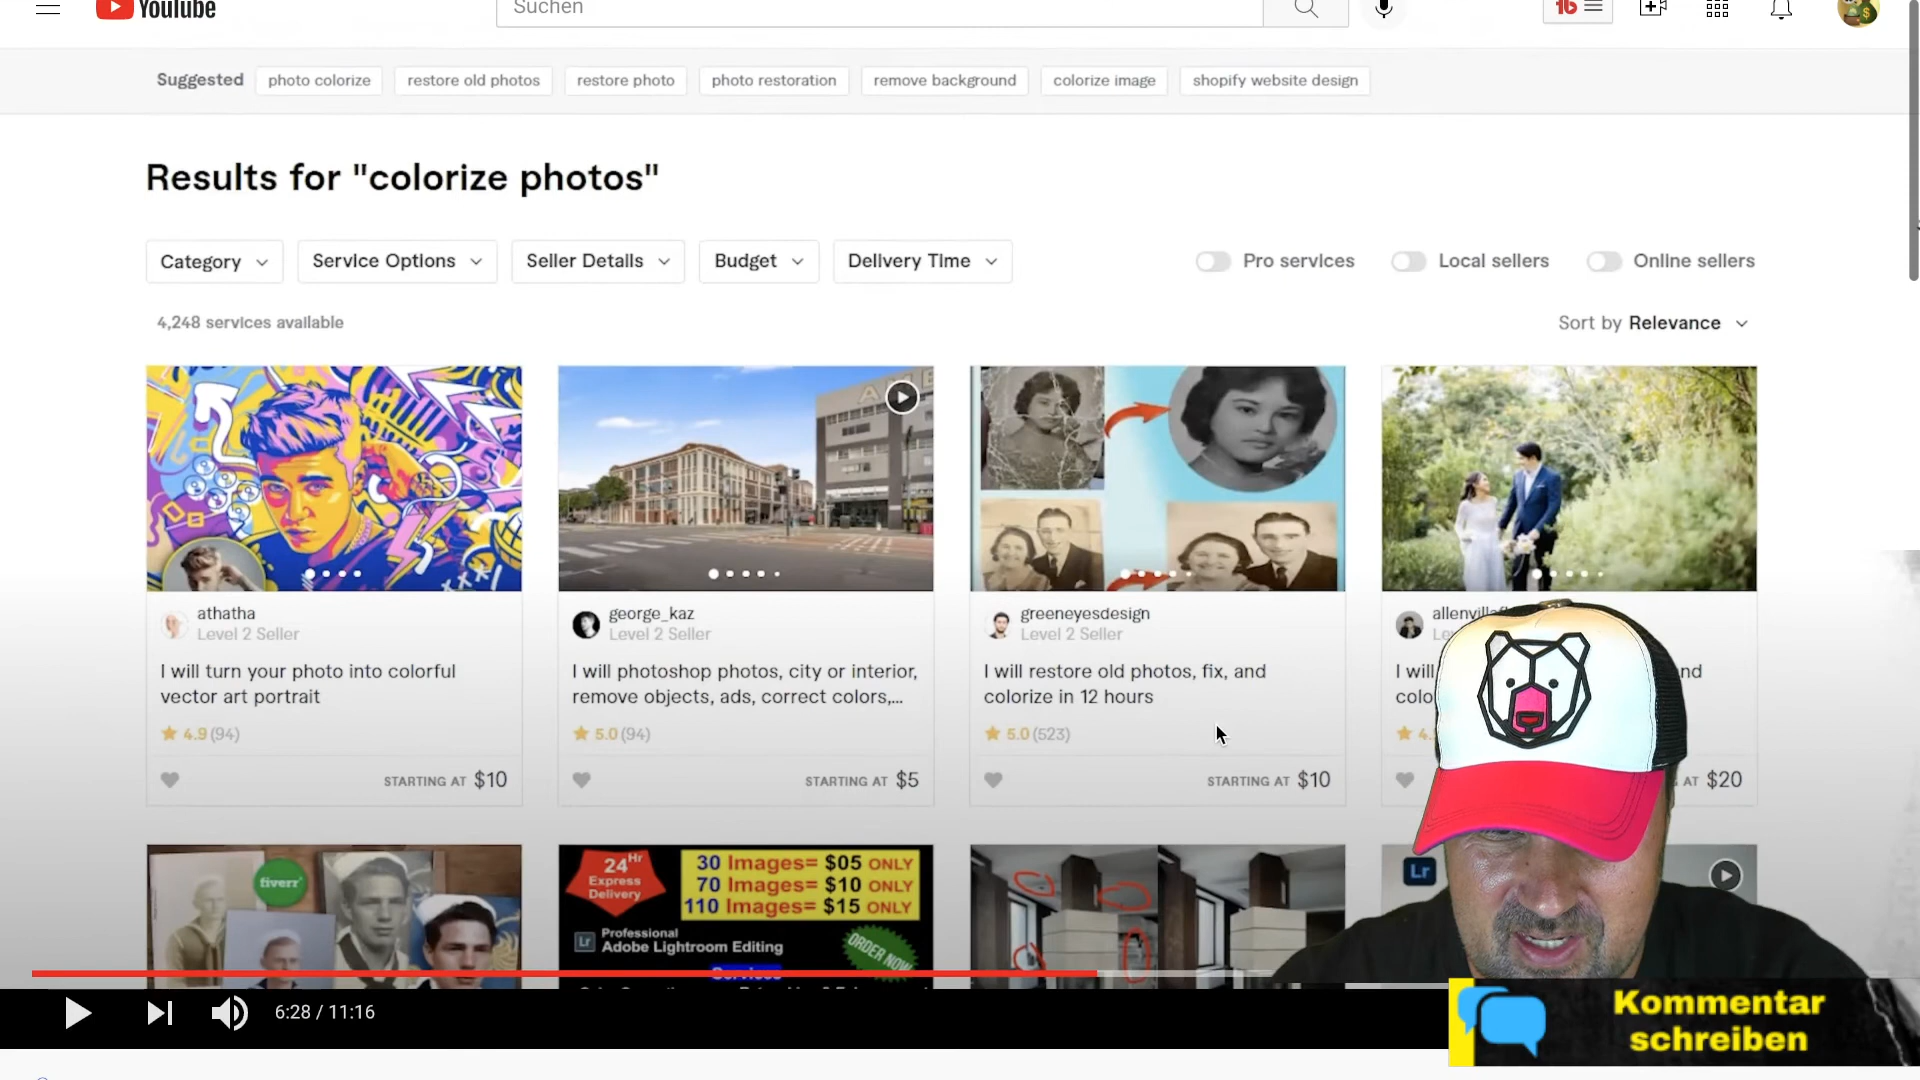 YouTube
Suchen
16
Suggested
photo colorize
restore old photos
restore photo
photo restoration
remove background
colorize image
shopify website design
Results for "colorize photos"
Category
Service Options
Seller Details
Budget
Delivery Time
Pro services
Local sellers
Online sellers
4,248 services available
Sort by Relevance
athatha
Level 2 Seller
I will turn your photo into colorful
vector art portrait
4.9 (94)
STARTING AT $10
george_kaz
Level 2 Seller
I will photoshop photos, city or interior,
remove objects, ads, correct colors,...
5.0 (94)
STARTING AT $5
greeneyesdesign
Level 2 Seller
I will restore old photos, fix, and
colorize in 12 hours
5.0 (523)
STARTING AT $10
I will
AT $20
fiverr
24Hr
Express
Delivery
30 Images= $05 ONLY
70 Images= $10 ONLY
110 Images= $15 ONLY
Lr
Professional
Adobe Lightroom Editing
Services
ORDER NOW
Lr
6:28 / 11:16
Kommentar
schreiben